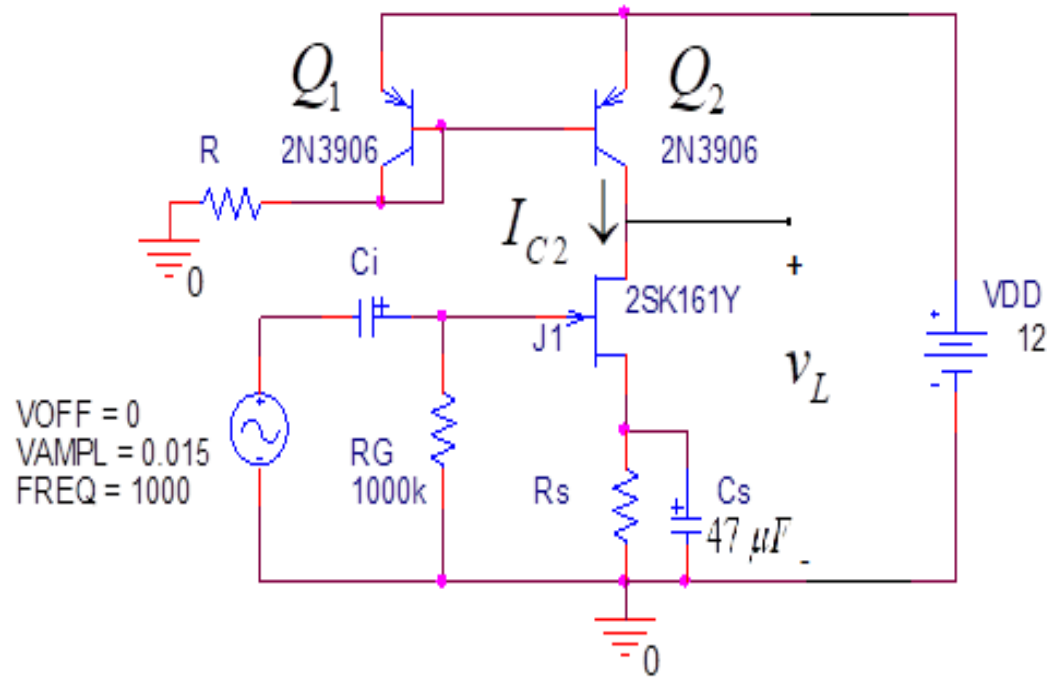 Q1
Q2
2N3906
2N3906
R
0
IC2
Ci
+
2SK161Y
J1
+
VDD
12
+
-
vL
VOFF = 0
VAMPL = 0.015
FREQ = 1000
+
-
RG
1000k
Rs
Cs
+
47 µF
-
0